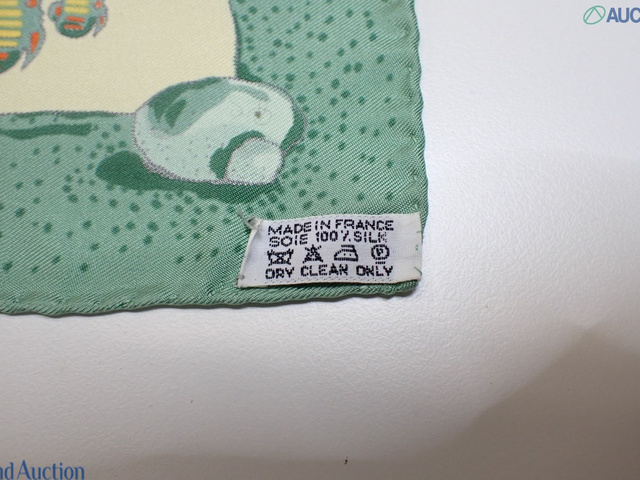 AUC
MADE IN FRANCE
SOIE 100% SILK
DRY CLEAN ONLY
nd Auction